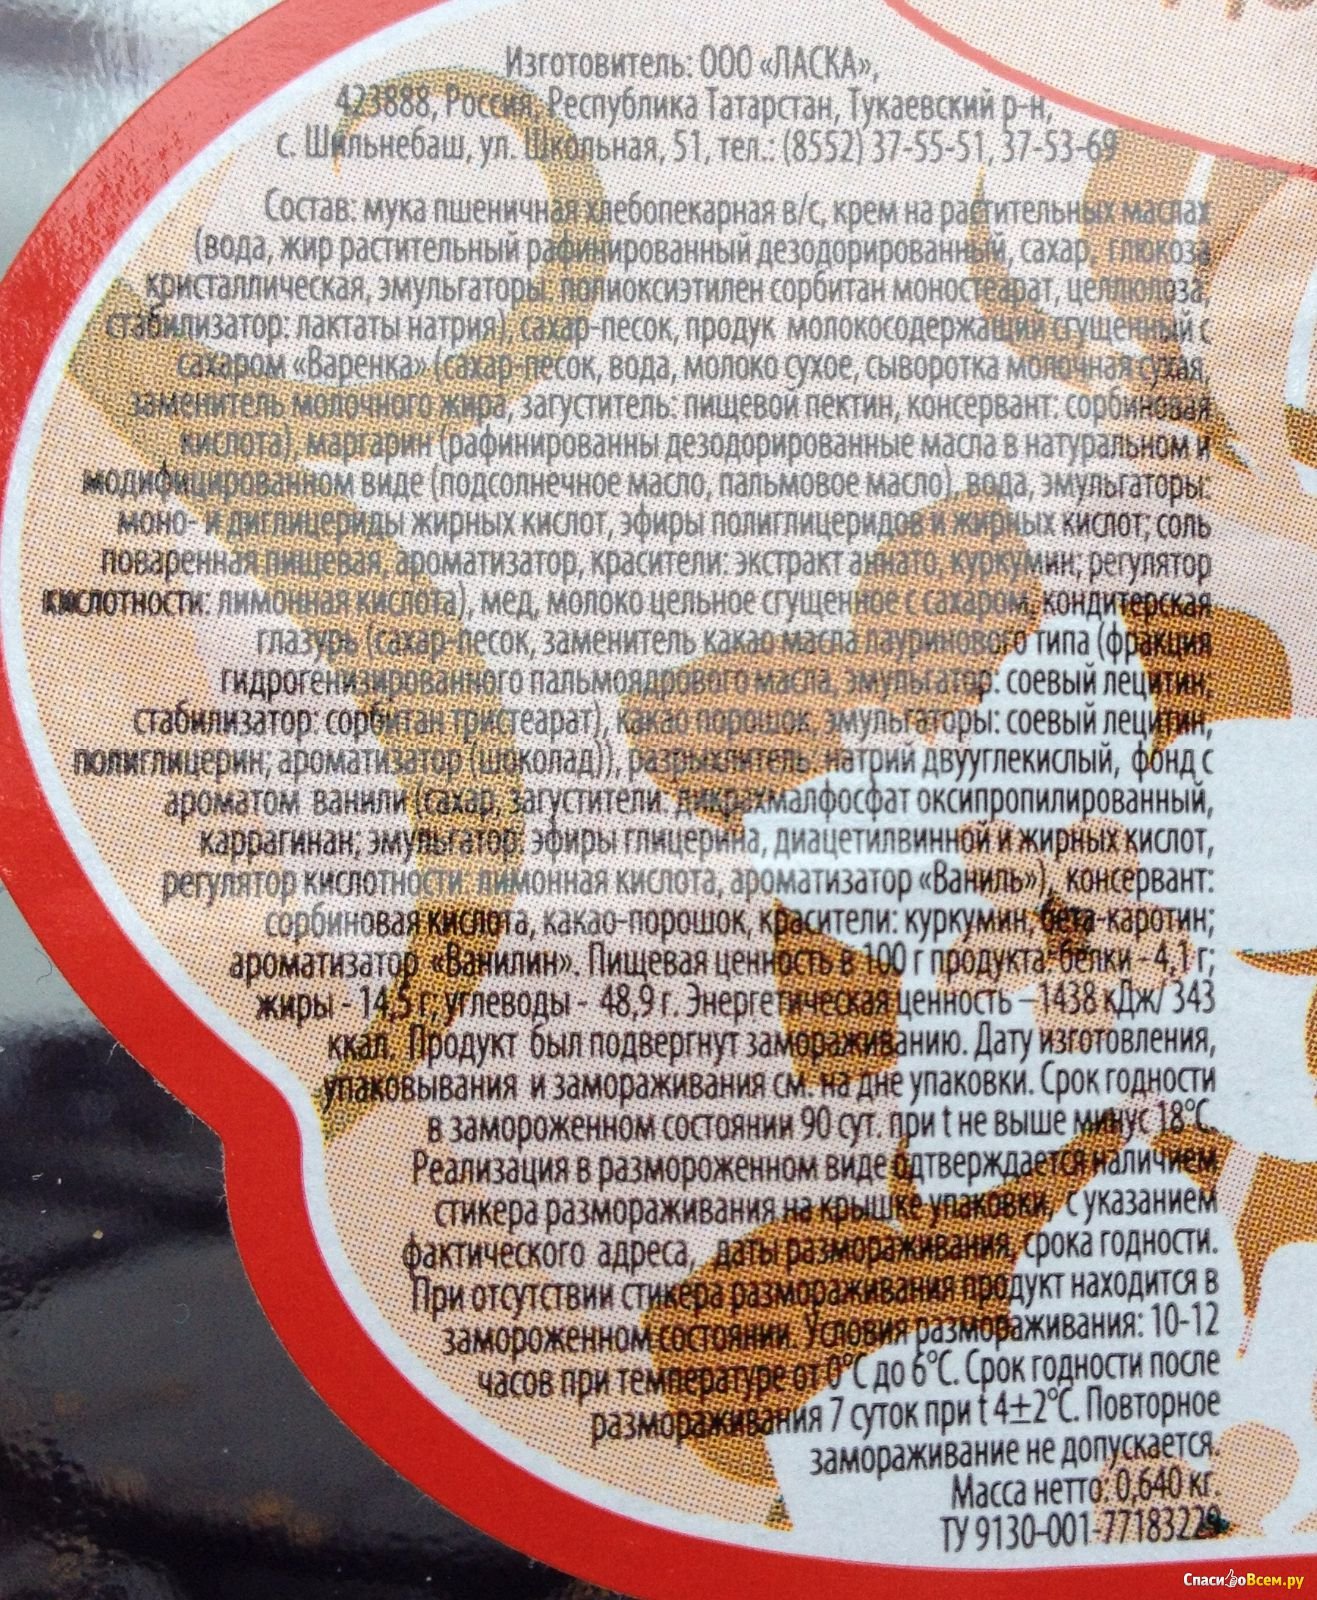 Изготовитель: ООО «ЛАСКА»,
423888, Россия, Республика Татарстан, Тукаевский р-н,
с. Шильнебаш, ул. Школьная, 51, тел.: (8552) 37-55-51, 37-53-69
Состав: мука пшеничная хлебопекарная в/с, крем на растительных маслах
(вода, жир растительный рафинированный дезодорированный, сахар, глюкоза
кристаллическая, эмульгаторы: полиоксиэтилен сорбитан моностеарат, целлюлоза,
стабилизатор: лактаты натрия), сахар-песок, продук молокосодержащий сгущенный с
сахаром «Варенка» (сахар-песок, вода, молоко сухое, сыворотка молочная сухая,
заменитель молочного жира, загуститель: пищевой пектин, консервант: сорбиновая
кислота), маргарин (рафинированны дезодорированные масла в натуральном и
модифицированном виде (подсолнечное масло, пальмовое масло), вода, эмульгаторы:
моно- и диглицериды жирных кислот, эфиры полиглицеридов и жирных кислот; соль
поваренная пищевая, ароматизатор, красители: экстракт аннато, куркумин; регулятор
кислотности: лимонная кислота), мед, молоко цельное сгущенное с сахаром, кондитерская
глазурь (сахар-песок, заменитель какао масла лауринового типа (фракция
гидрогенизированного пальмоядрового масла, эмульгатор: соевый лецитин,
стабилизатор: сорбитан тристеарат), какао порошок, эмульгаторы: соевый лецитин,
полиглицерин; ароматизатор (шоколад)), разрыхлитель: натрий двууглекислый, фонд с
ароматом ванили (сахар, загустители: дикрахмалфосфат оксипропилированный,
каррагинан; эмульгатор: эфиры глицерина, диацетилвинной и жирных кислот,
регулятор кислотности: лимонная кислота, ароматизатор «Ваниль»), консервант:
сорбиновая кислота, какао-порошок, красители: куркумин, бета-каротин;
ароматизатор «Ванилин». Пищевая ценность в 100 г продукта: белки - 4,1 г;
жиры - 14,5 г; углеводы - 48,9 г. Энергетическая ценность – 1438 кДж/ 343
ккал. Продукт был подвергнут замораживанию. Дату изготовления,
упаковывания и замораживания см. на дне упаковки. Срок годности
в замороженном состоянии 90 сут. при t не выше минус 18°С.
Реализация в размороженном виде одтверждается наличием
стикера размораживания на крышке упаковки, с указанием
фактического адреса, даты размораживания, срока годности.
При отсутствии стикера размораживания продукт находится в
замороженном состоянии. Условия размораживания: 10-12
часов при температуре от 0°С до 6°С. Срок годности после
размораживания 7 суток при t 4±2°С. Повторное
замораживание не допускается.
Масса нетто: 0,640 кг.
ТУ 9130-001-77183229
СпасибоВсем.ру